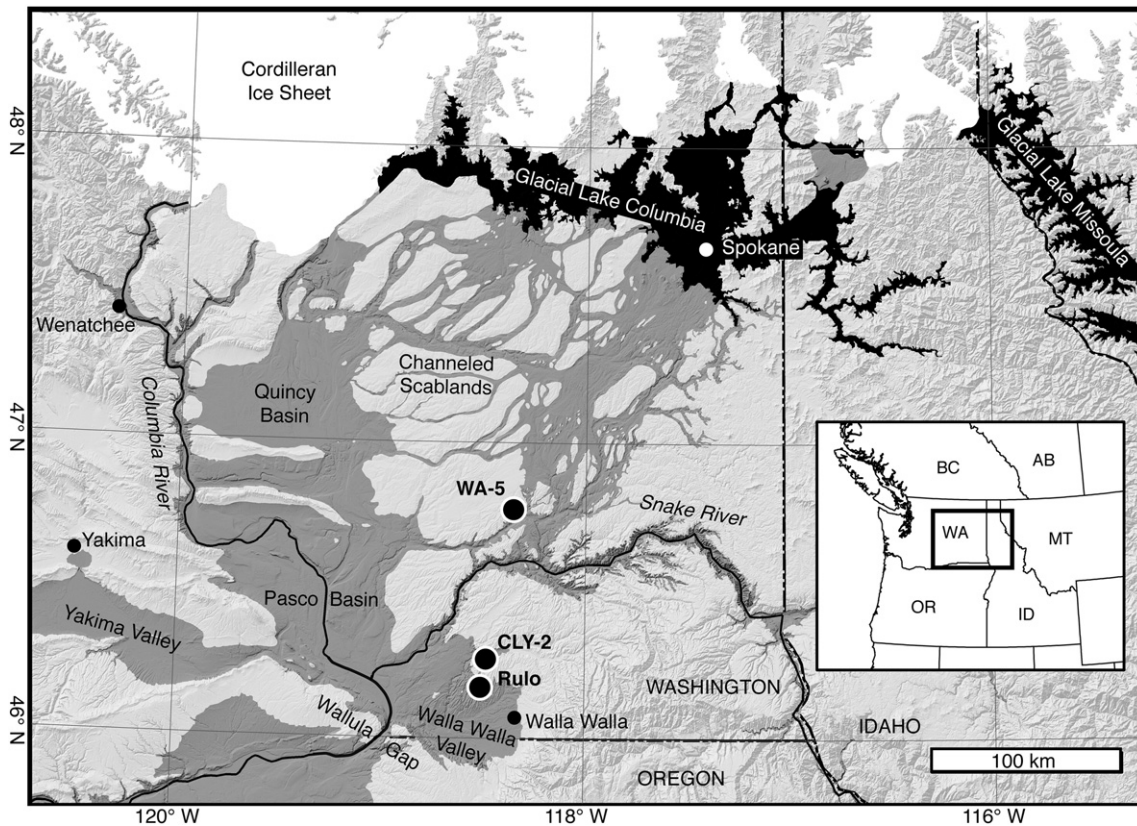 Cordilleran
Ice Sheet
48° N
Glacial Lake Columbia
Glacial Lake Missoula
Spokane
Wenatchee
Columbia River
Channeled
Scablands
Quincy
Basin
47° N
WA-5
Snake River
BC
AB
WA
MT
OR
ID
Yakima
Pasco Basin
Yakima Valley
CLY-2
Rulo
WASHINGTON
46° N
Wallula Gap
Walla Walla
Valley
Walla Walla
IDAHO
OREGON
100 km
120° W
118° W
116° W